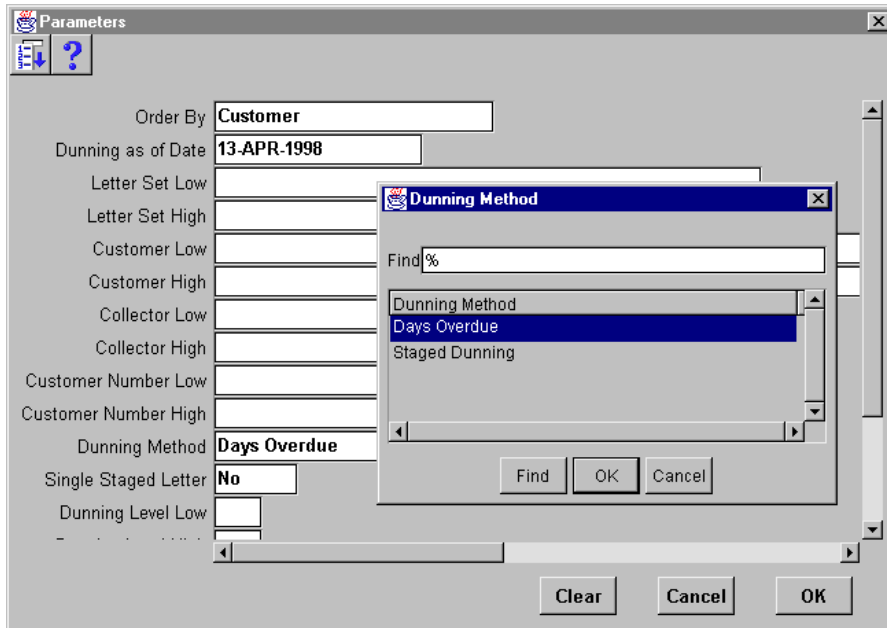 Parameters
Order By Customer
Dunning as of Date 13-APR-1998
Letter Set Low
Letter Set High
Customer Low
Customer High
Collector Low
Collector High
Customer Number Low
Customer Number High
Dunning Method Days Overdue
Single Staged Letter No
Dunning Level Low
Dunning Method
Find %
Dunning Method
Days Overdue
Staged Dunning
Find OK Cancel
Clear Cancel OK